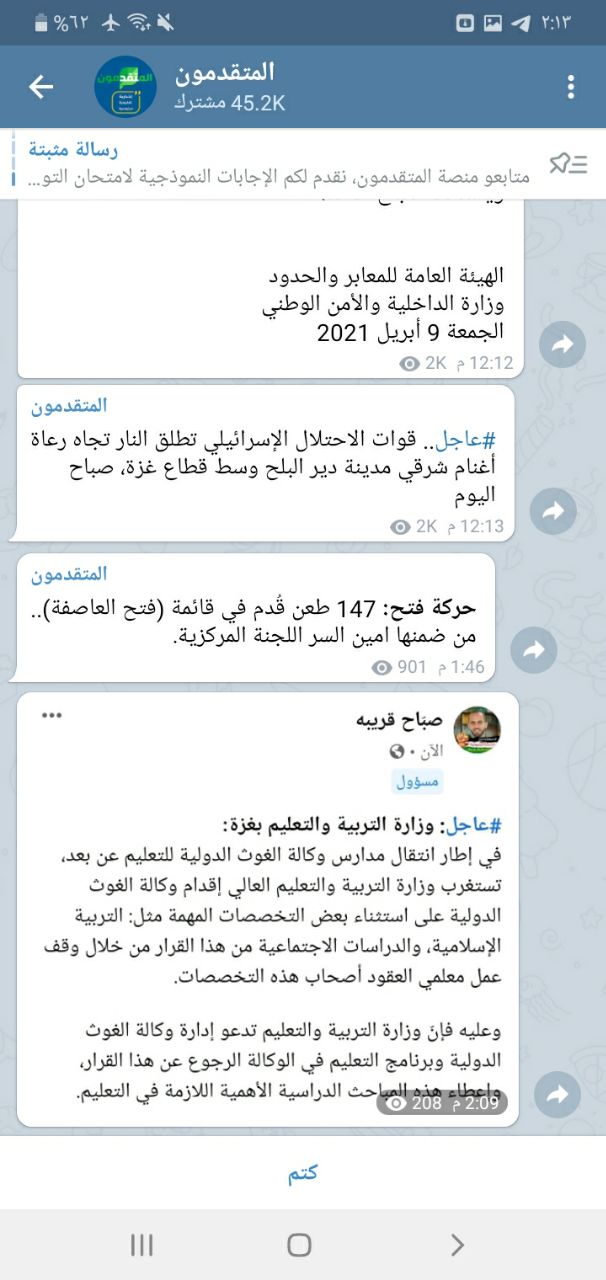 %٦٢
٢:١٣
المتقدمون
45.2K مشترك
رسالة مثبتة
متابعو منصة المتقدمون، نقدم لكم الإجابات النموذجية لامتحان التو...
الهيئة العامة للمعابر والحدود
وزارة الداخلية والأمن الوطني
الجمعة 9 أبريل 2021
2K 12:12 م
المتقدمون
#عاجل.. قوات الاحتلال الإسرائيلي تطلق النار تجاه رعاة
أغنام شرقي مدينة دير البلح وسط قطاع غزة، صباح
اليوم
2K 12:13 م
المتقدمون
حركة فتح: 147 طعن قُدم في قائمة (فتح العاصفة)..
من ضمنها امين السر اللجنة المركزية.
901 1:46 م
صبَاح قريبه
الآن
مسؤول
#عاجل: وزارة التربية والتعليم بغزة:
في إطار انتقال مدارس وكالة الغوث الدولية للتعليم عن بعد،
تستغرب وزارة التربية والتعليم العالي إقدام وكالة الغوث
الدولية على استثناء بعض التخصصات المهمة مثل: التربية
الإسلامية، والدراسات الاجتماعية من هذا القرار من خلال وقف
عمل معلمي العقود أصحاب هذه التخصصات.
وعليه فإنّ وزارة التربية والتعليم تدعو إدارة وكالة الغوث
الدولية وبرنامج التعليم في الوكالة الرجوع عن هذا القرار،
وإعطاء هذه المباحث الدراسية الأهمية اللازمة في التعليم.
208 2:09 م
كتم